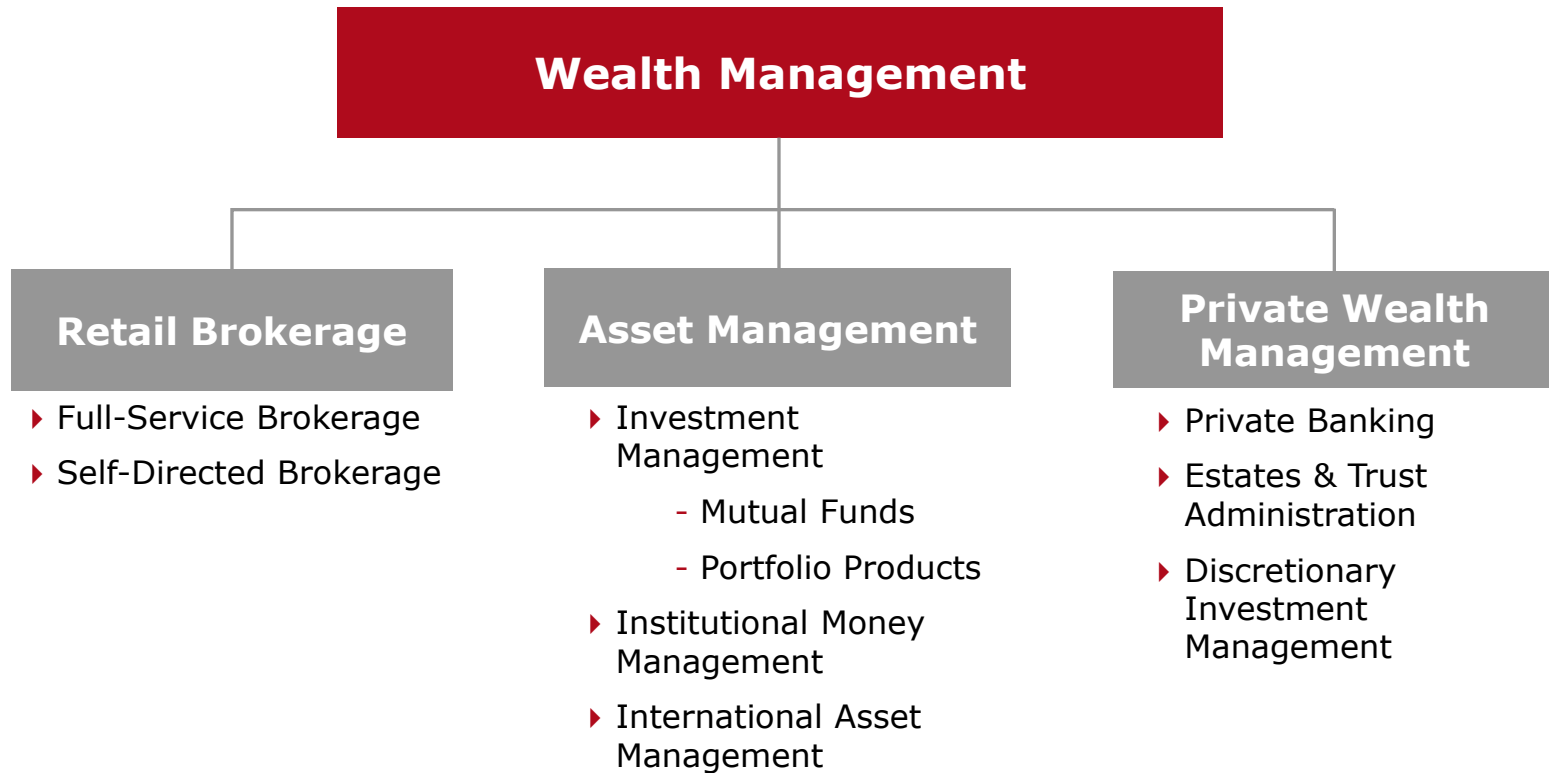 Wealth Management
Retail Brokerage
Full-Service Brokerage
Self-Directed Brokerage
Asset Management
Investment
Management
- Mutual Funds
- Portfolio Products
Institutional Money
Management
International Asset
Management
Private Wealth
Management
Private Banking
Estates & Trust
Administration
Discretionary
Investment
Management